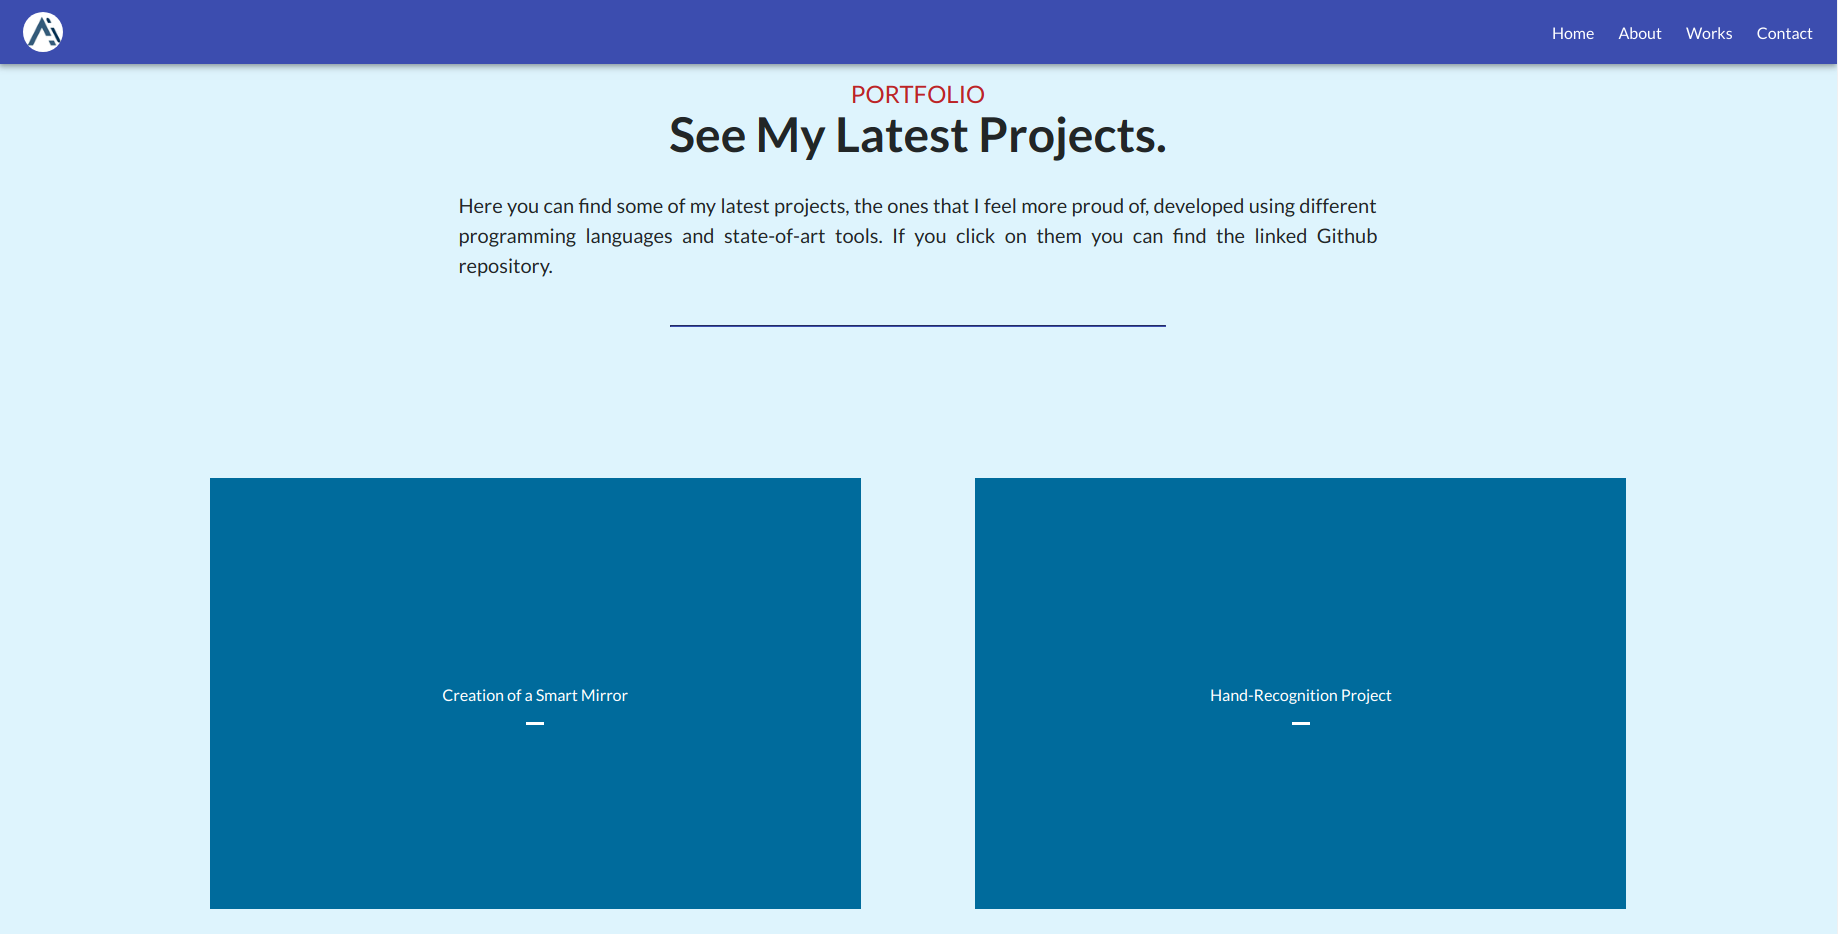 Home About Works Contact
PORTFOLIO
See My Latest Projects.
Here you can find some of my latest projects, the ones that I feel more proud of, developed using different
programming languages and state-of-art tools. If you click on them you can find the linked Github
repository.
Creation of a Smart Mirror
Hand-Recognition Project